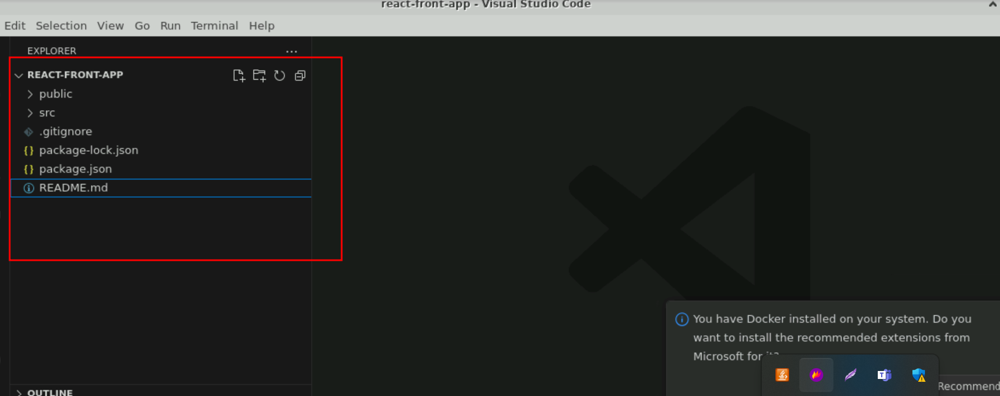 react-front-app - Visual Studio Code
Edit Selection View Go Run Terminal Help
EXPLORER
REACT-FRONT-APP
public
src
.gitignore
package-lock.json
package.json
README.md
You have Docker installed on your system. Do you
want to install the recommended extensions from
Microsoft for it?
Recommend
OUTLINE